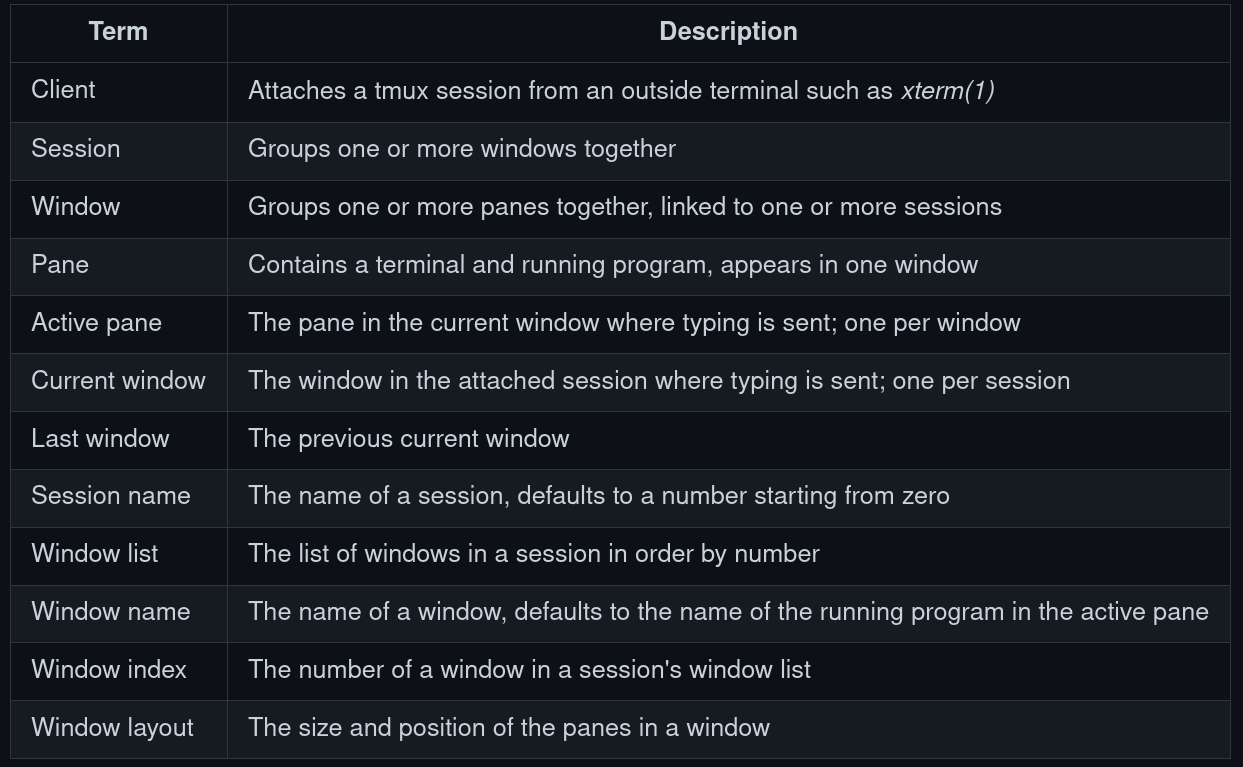 Term Description
Client Attaches a tmux session from an outside terminal such as xterm(1)
Session Groups one or more windows together
Window Groups one or more panes together, linked to one or more sessions
Pane Contains a terminal and running program, appears in one window
Active pane The pane in the current window where typing is sent; one per window
Current window The window in the attached session where typing is sent; one per session
Last window The previous current window
Session name The name of a session, defaults to a number starting from zero
Window list The list of windows in a session in order by number
Window name The name of a window, defaults to the name of the running program in the active pane
Window index The number of a window in a session's window list
Window layout The size and position of the panes in a window